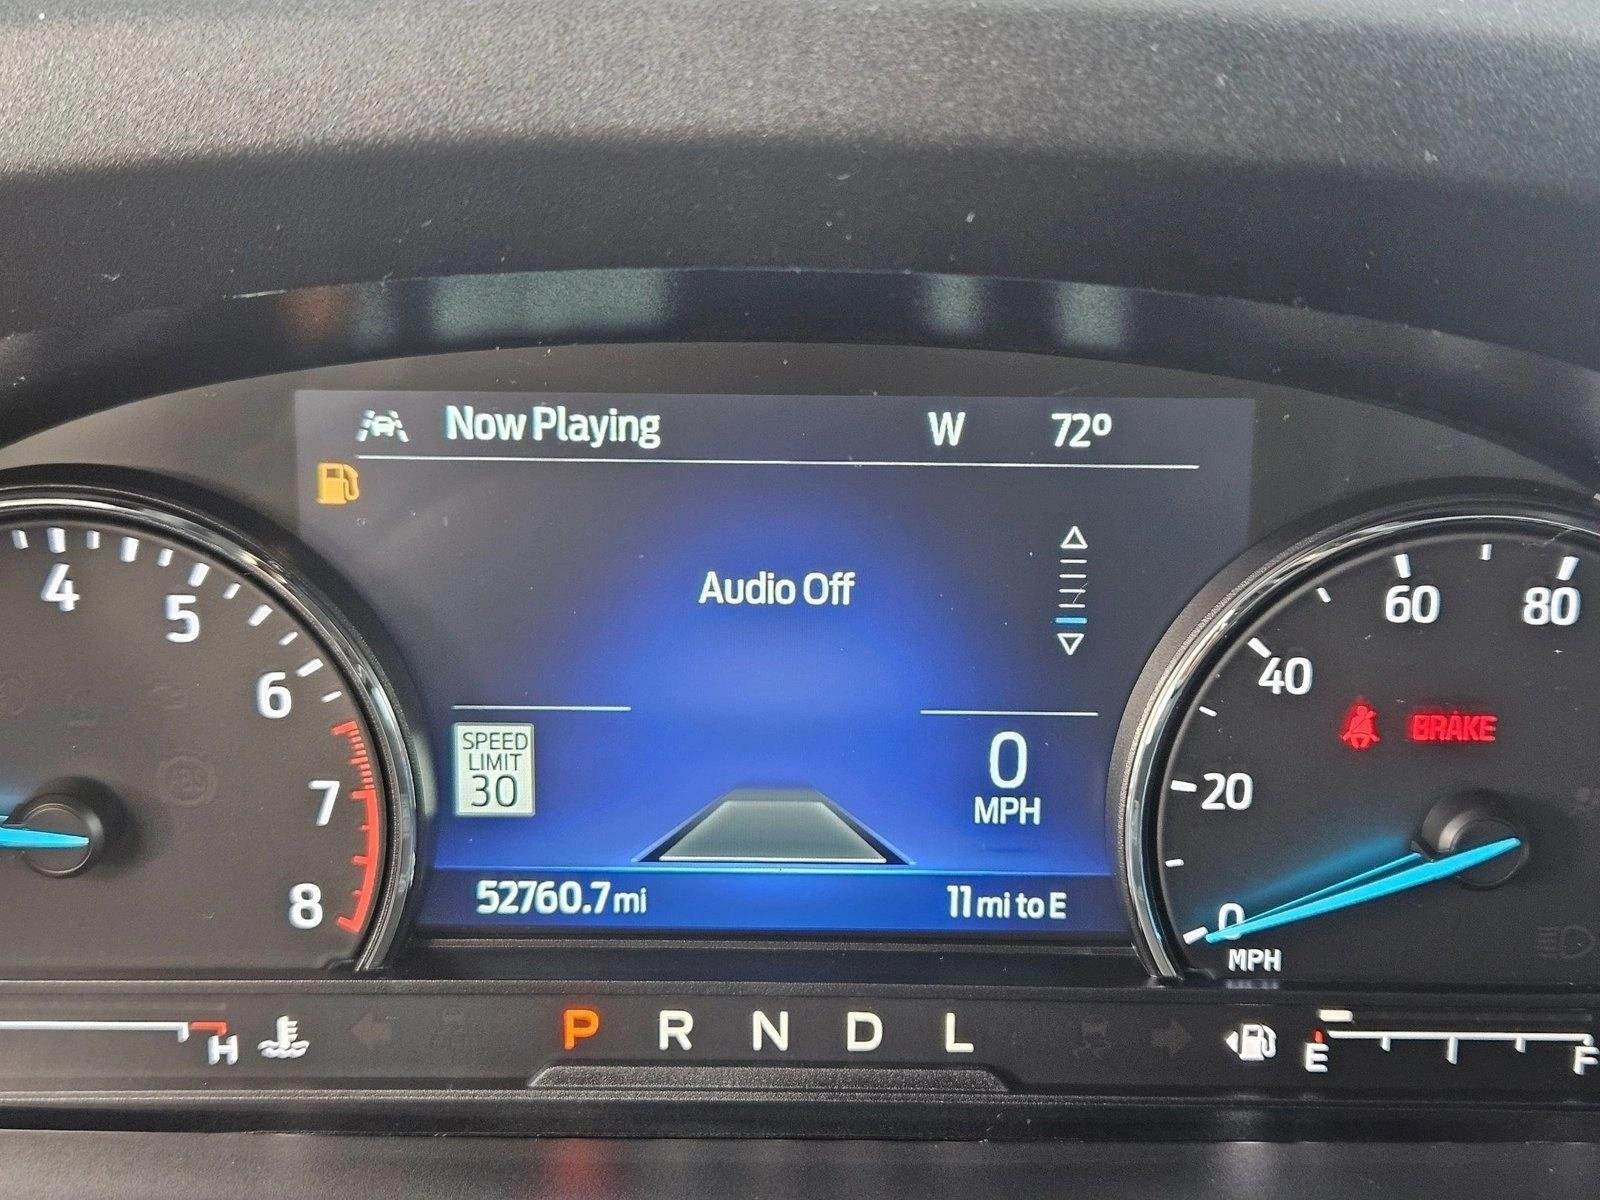 Now Playing W 72º
Audio Off
4
5
6
7
8
SPEED
LIMIT
30
0
MPH
52760.7 mi
11 mi to E
60
80
40
20
0
MPH
BRAKE
H
P R N D L
E
F